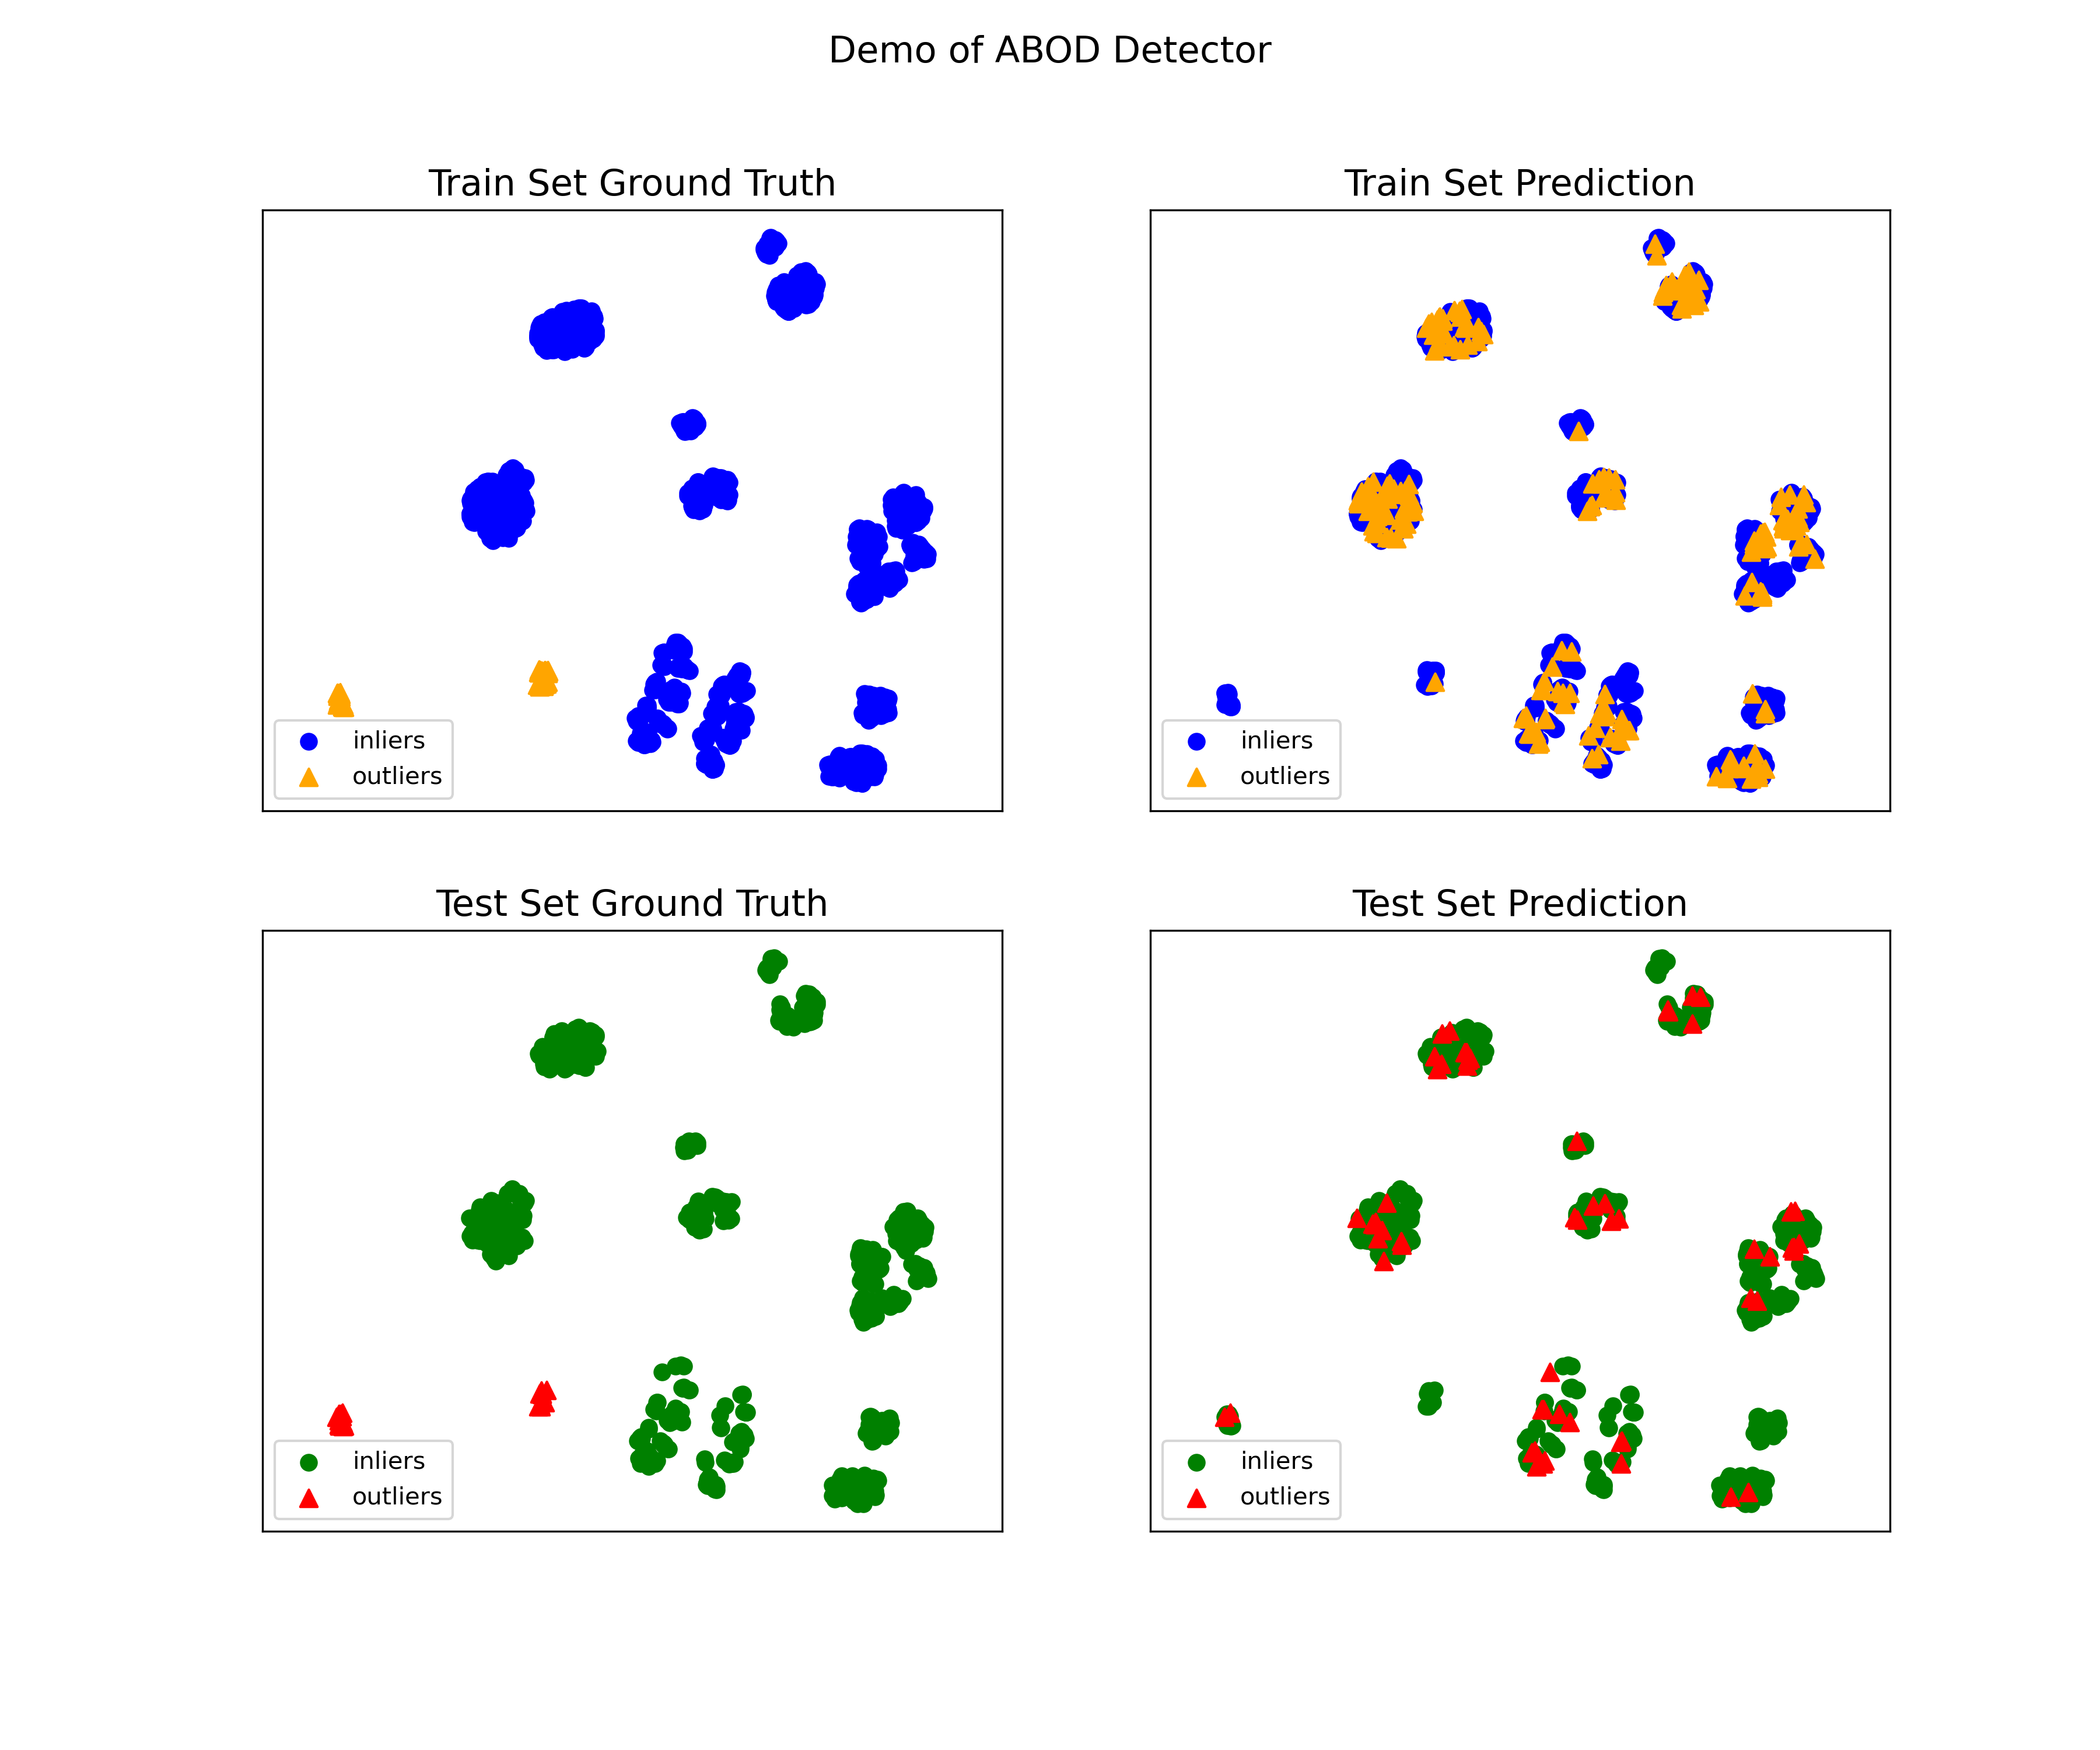 Demo of ABOD Detector
Train Set Ground Truth
inliers
outliers
Train Set Prediction
inliers
outliers
Test Set Ground Truth
inliers
outliers
Test Set Prediction
inliers
outliers